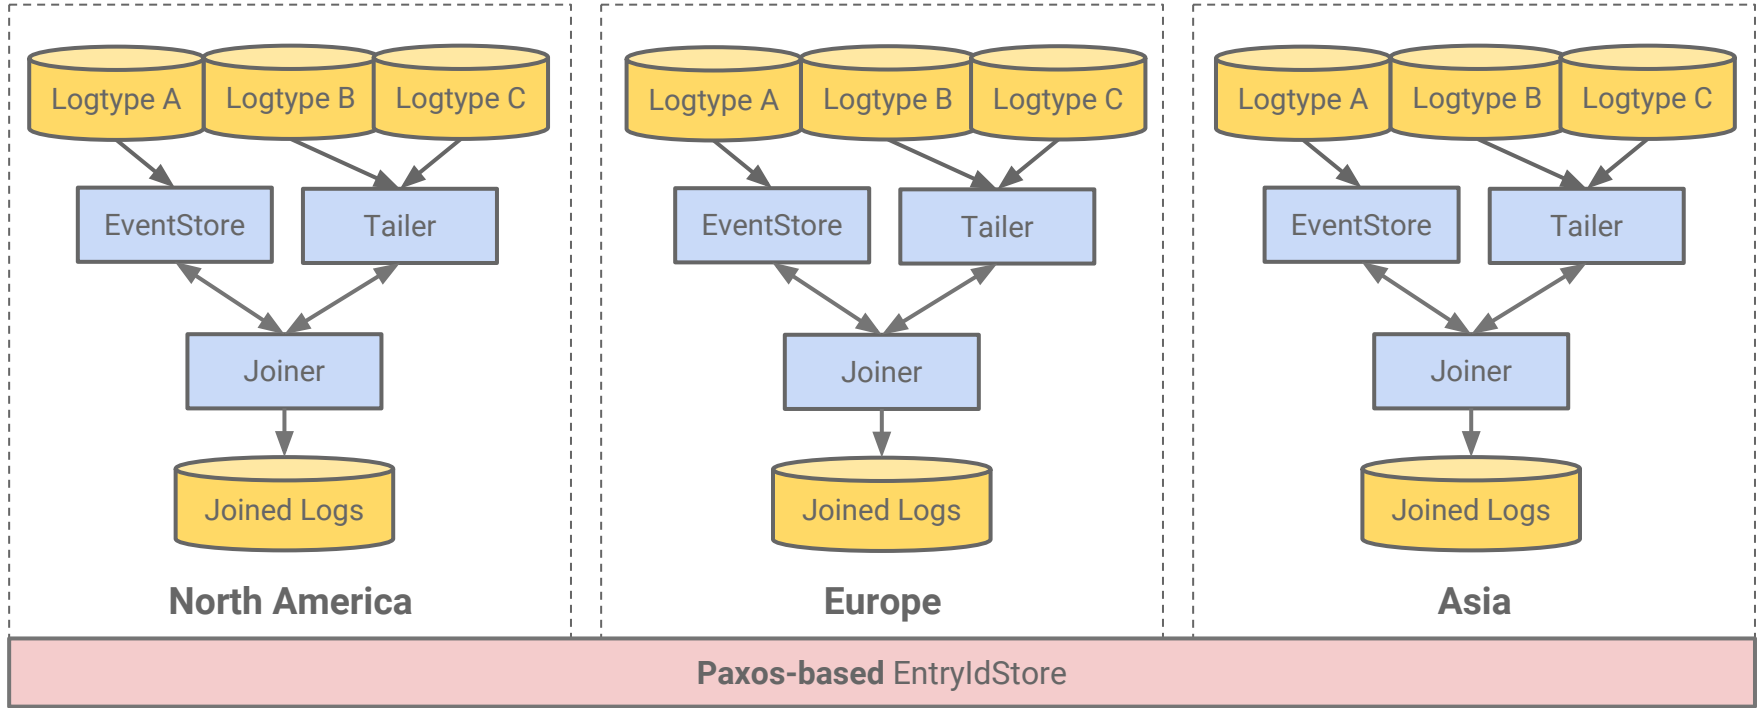 Logtype A
Logtype B
Logtype C
EventStore
Tailer
Joiner
Joined Logs
North America
Logtype A
Logtype B
Logtype C
EventStore
Tailer
Joiner
Joined Logs
Europe
Logtype A
Logtype B
Logtype C
EventStore
Tailer
Joiner
Joined Logs
Asia
Paxos-based EntryIdStore